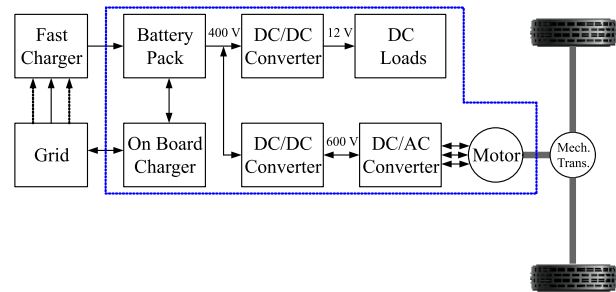 Fast
Charger
Battery
Pack
400 V
DC/DC
Converter
12 V
DC
Loads
Grid
On Board
Charger
DC/DC
Converter
600 V
DC/AC
Converter
Motor
Mech.
Trans.